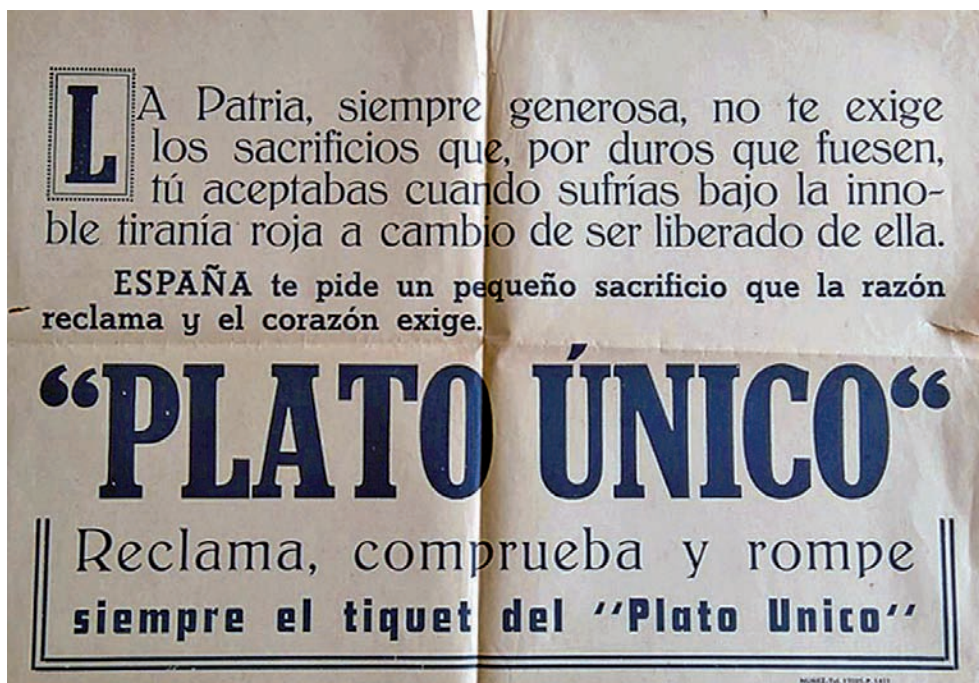 LA Patria, siempre generosa, no te exige
los sacrificios que, por duros que fuesen,
tú aceptabas cuando sufrías bajo la inno-
ble tiranía roja a cambio de ser liberado de ella.
ESPAÑA te pide un pequeño sacrificio que la razón
reclama y el corazón exige.
“PLATO ÚNICO“
Reclama, comprueba y rompe
siempre el tiquet del “Plato Unico“